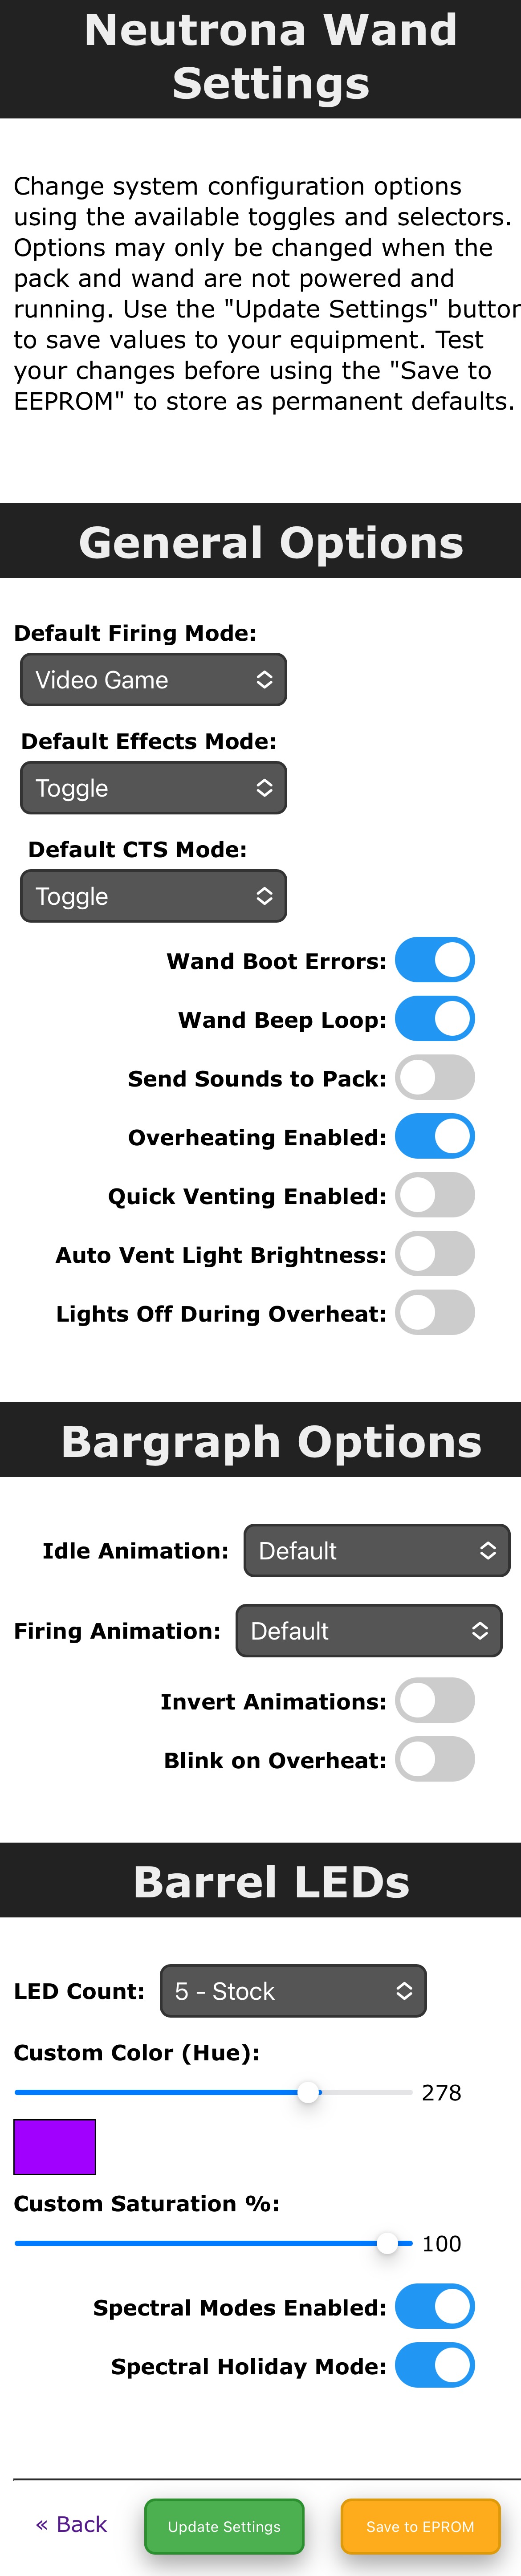 Neutrona Wand
Settings
Change system configuration options
using the available toggles and selectors.
Options may only be changed when the
pack and wand are not powered and
running. Use the "Update Settings" button
to save values to your equipment. Test
your changes before using the "Save to
EEPROM" to store as permanent defaults.
General Options
Default Firing Mode:
Video Game
Default Effects Mode:
Toggle
Default CTS Mode:
Toggle
Wand Boot Errors:
Wand Beep Loop:
Send Sounds to Pack:
Overheating Enabled:
Quick Venting Enabled:
Auto Vent Light Brightness:
Lights Off During Overheat:
Bargraph Options
Idle Animation: Default
Firing Animation: Default
Invert Animations:
Blink on Overheat:
Barrel LEDs
LED Count: 5 - Stock
Custom Color (Hue):
278
Custom Saturation %:
100
Spectral Modes Enabled:
Spectral Holiday Mode:
« Back Update Settings Save to EPROM